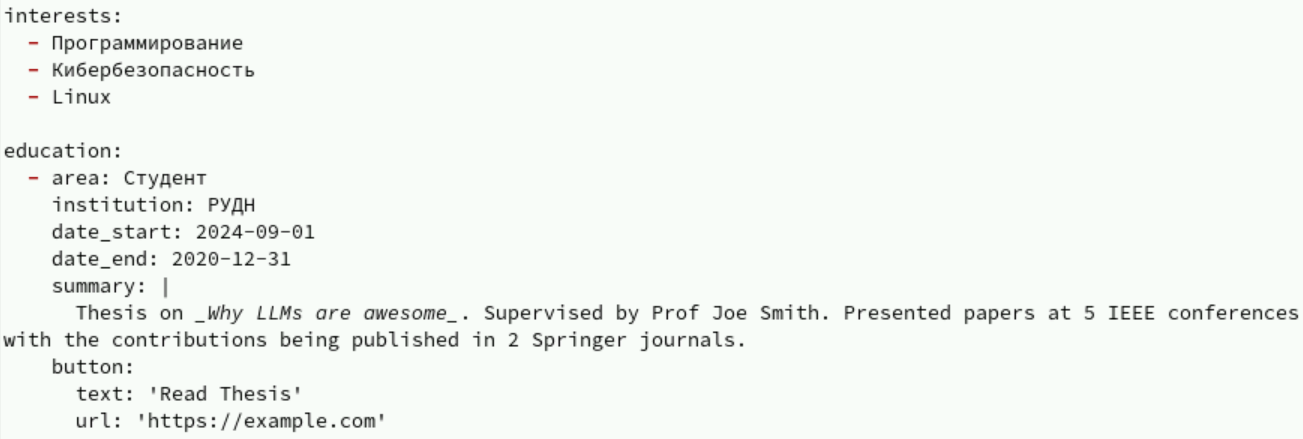 interests:
  - Программирование
  - Кибербезопасность
  - Linux

education:
  - area: Студент
    institution: РУДН
    date_start: 2024-09-01
    date_end: 2020-12-31
    summary: |
      Thesis on _Why LLMs are awesome_. Supervised by Prof Joe Smith. Presented papers at 5 IEEE conferences
with the contributions being published in 2 Springer journals.
    button:
      text: 'Read Thesis'
      url: 'https://example.com'